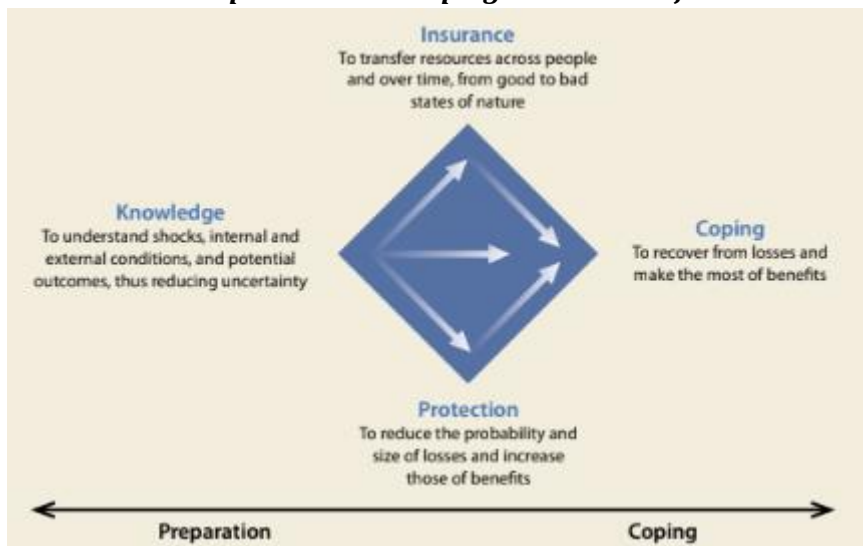 Insurance
To transfer resources across people
and over time, from good to bad
states of nature
Knowledge
To understand shocks, internal and
external conditions, and potential
outcomes, thus reducing uncertainty
Coping
To recover from losses and
make the most of benefits
Protection
To reduce the probability and
size of losses and increase
those of benefits
Preparation
Coping